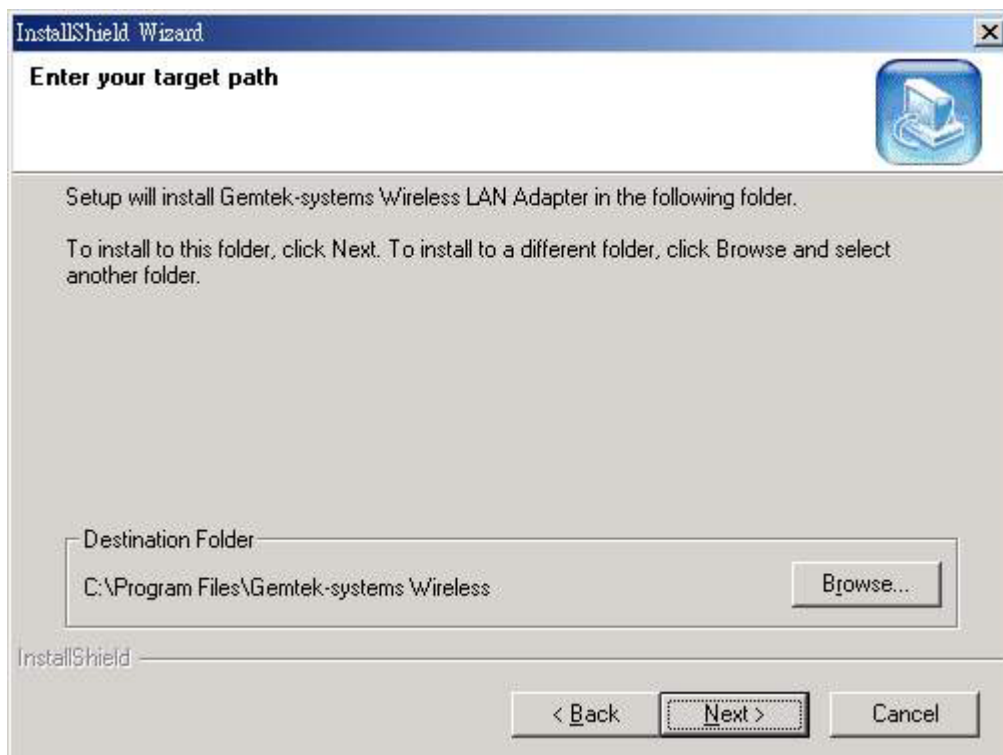 InstallShield Wizard
Enter your target path
Setup will install Gemtek-systems Wireless LAN Adapter in the following folder.
To install to this folder, click Next. To install to a different folder, click Browse and select
another folder.
Destination Folder
C:\Program Files\Gemtek-systems Wireless
Browse...
InstallShield
< Back
Next >
Cancel